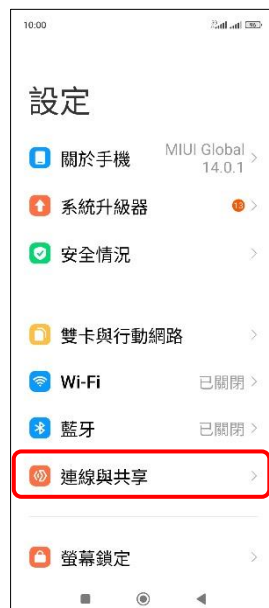 10:00
設定
關於手機
MIUI Global
14.0.1
系統升級器
13
安全情況
雙卡與行動網路
Wi-Fi
已關閉
藍牙
已關閉
連線與共享
螢幕鎖定